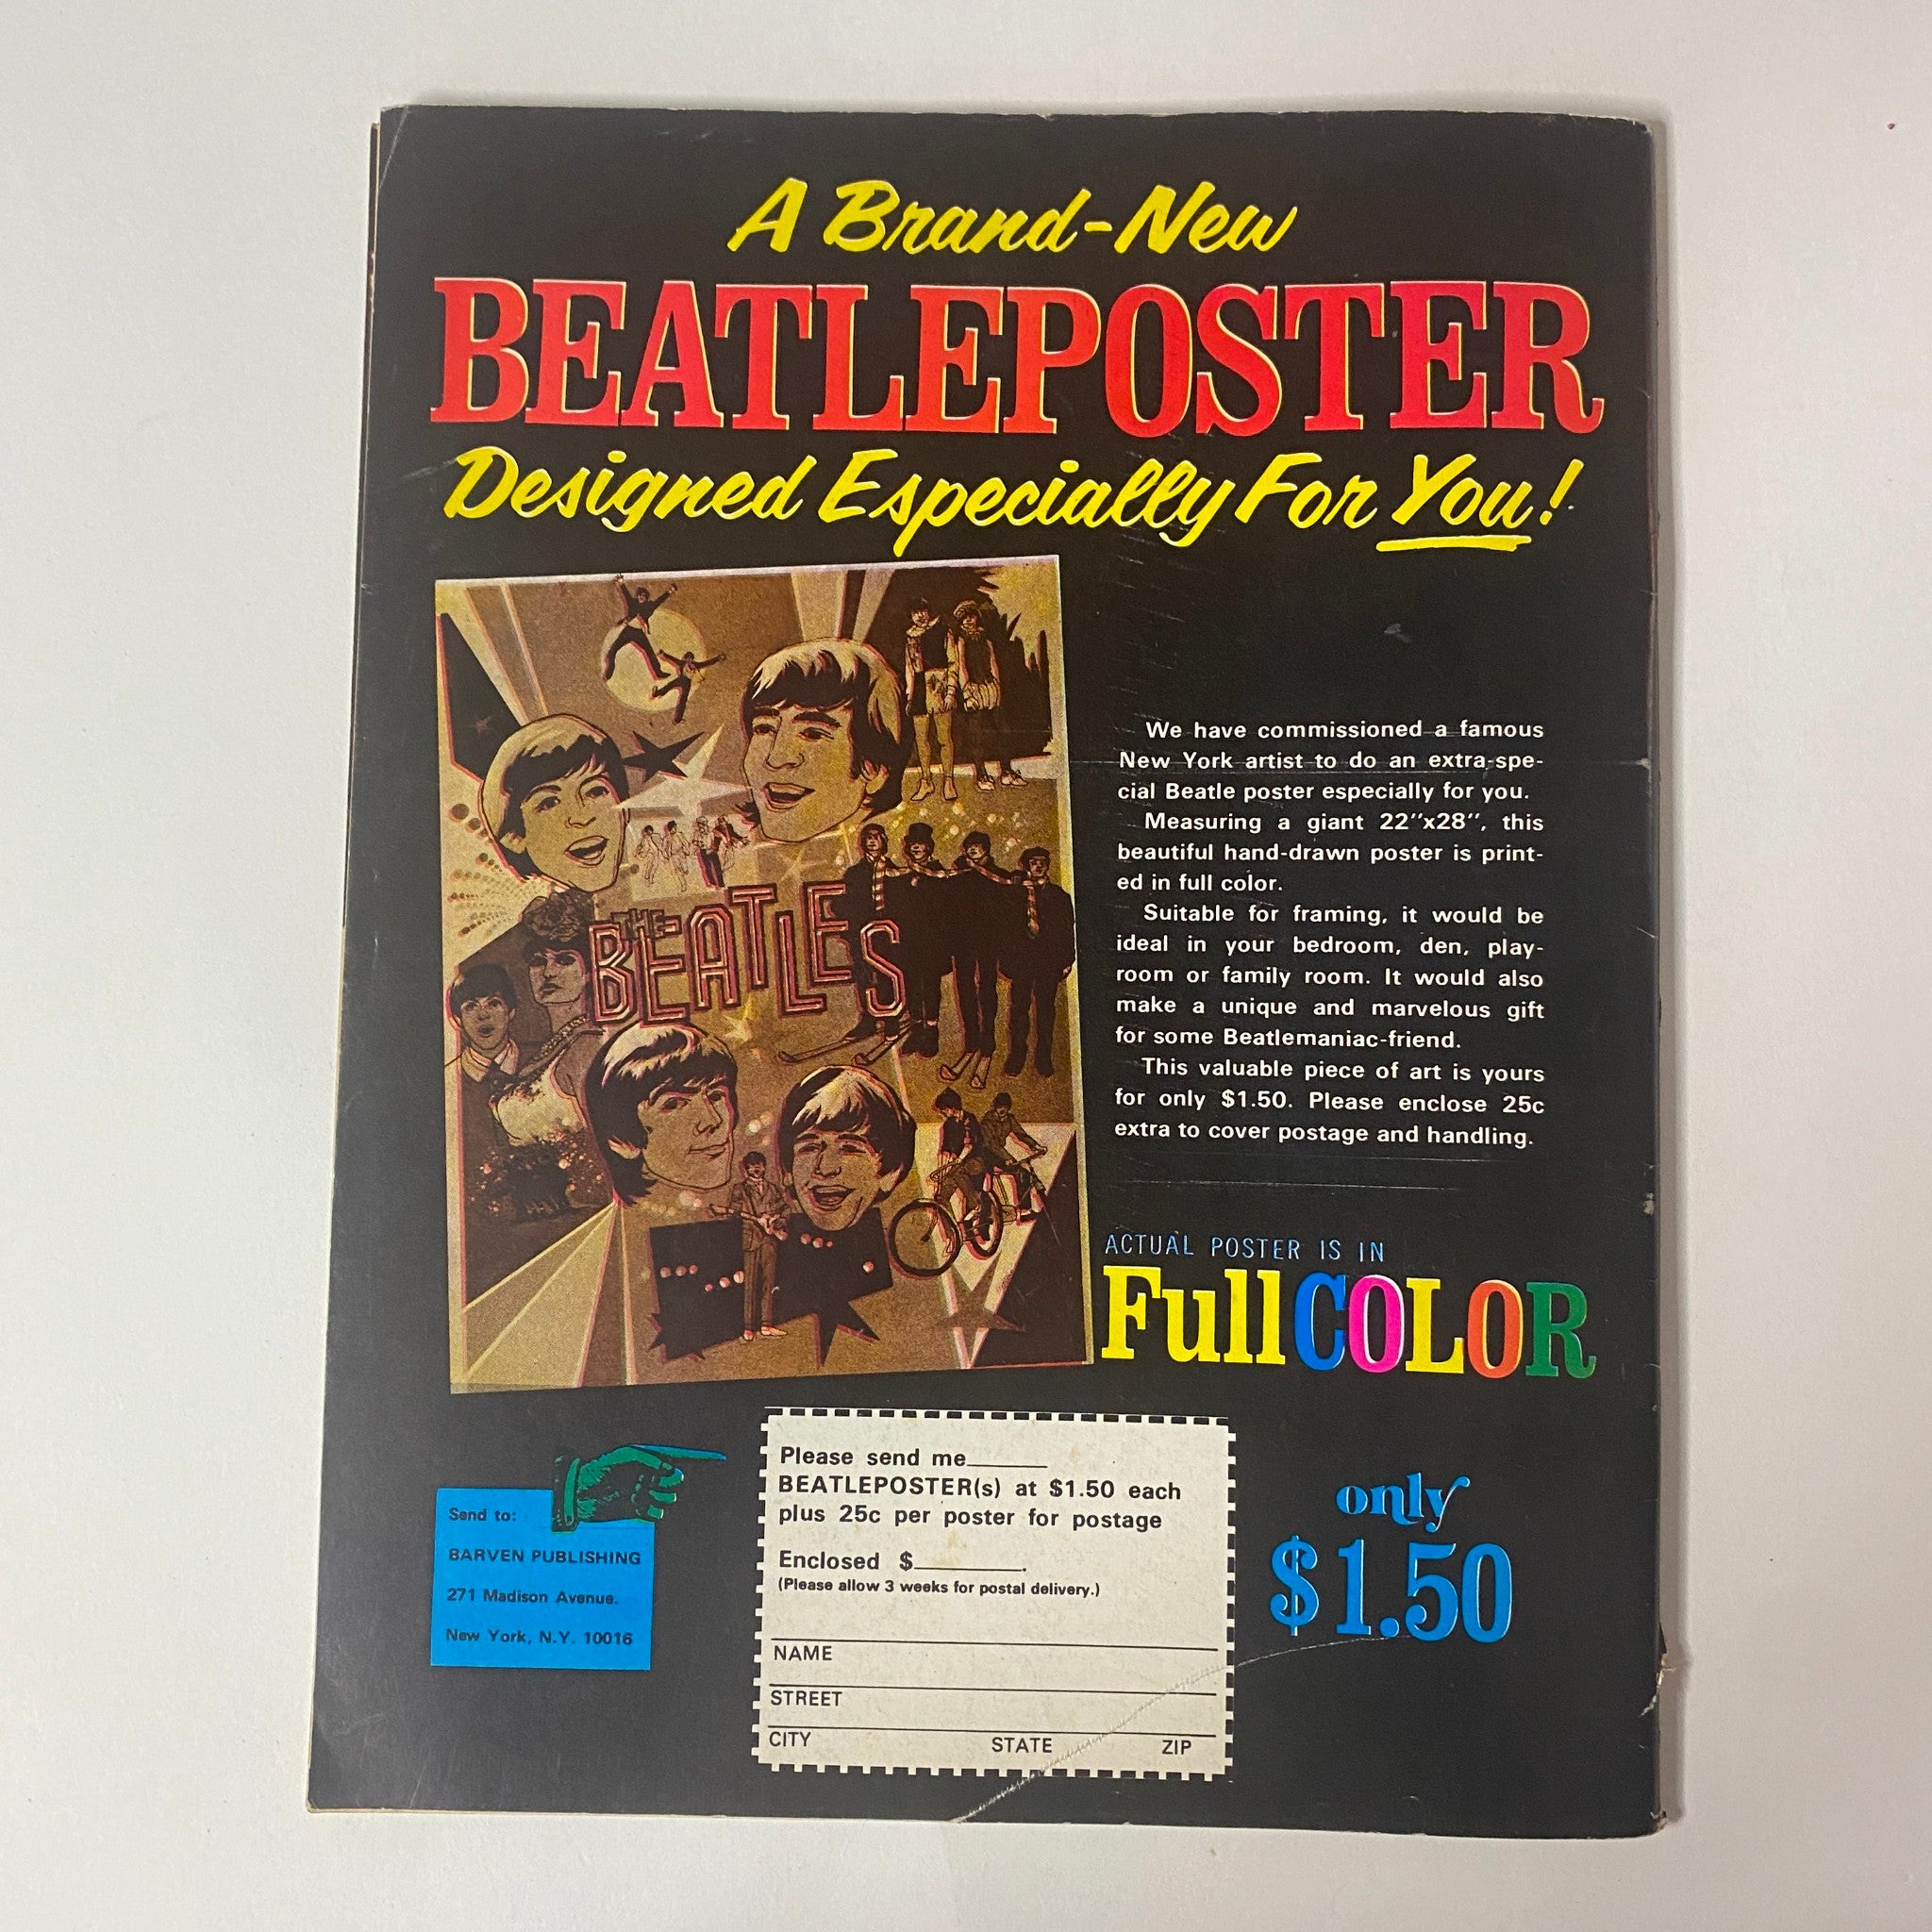 A Brand-New
BEATLEPOSTER
Designed Especially For You!
THE
BEATLES
We have commissioned a famous
New York artist to do an extra-spe-
cial Beatle poster especially for you.
Measuring a giant 22"x28", this
beautiful hand-drawn poster is print-
ed in full color.
Suitable for framing, it would be
ideal in your bedroom, den, play-
room or family room. It would also
make a unique and marvelous gift
for some Beatlemaniac-friend.
This valuable piece of art is yours
for only $1.50. Please enclose 25c
extra to cover postage and handling.
ACTUAL POSTER IS IN
Full COLOR
Send to:
BARVEN PUBLISHING
271 Madison Avenue.
New York, N.Y. 10016
Please send me______
BEATLEPOSTER(s) at $1.50 each
plus 25c per poster for postage
Enclosed $________.
(Please allow 3 weeks for postal delivery.)
NAME
STREET
CITY STATE ZIP
only
$1.50